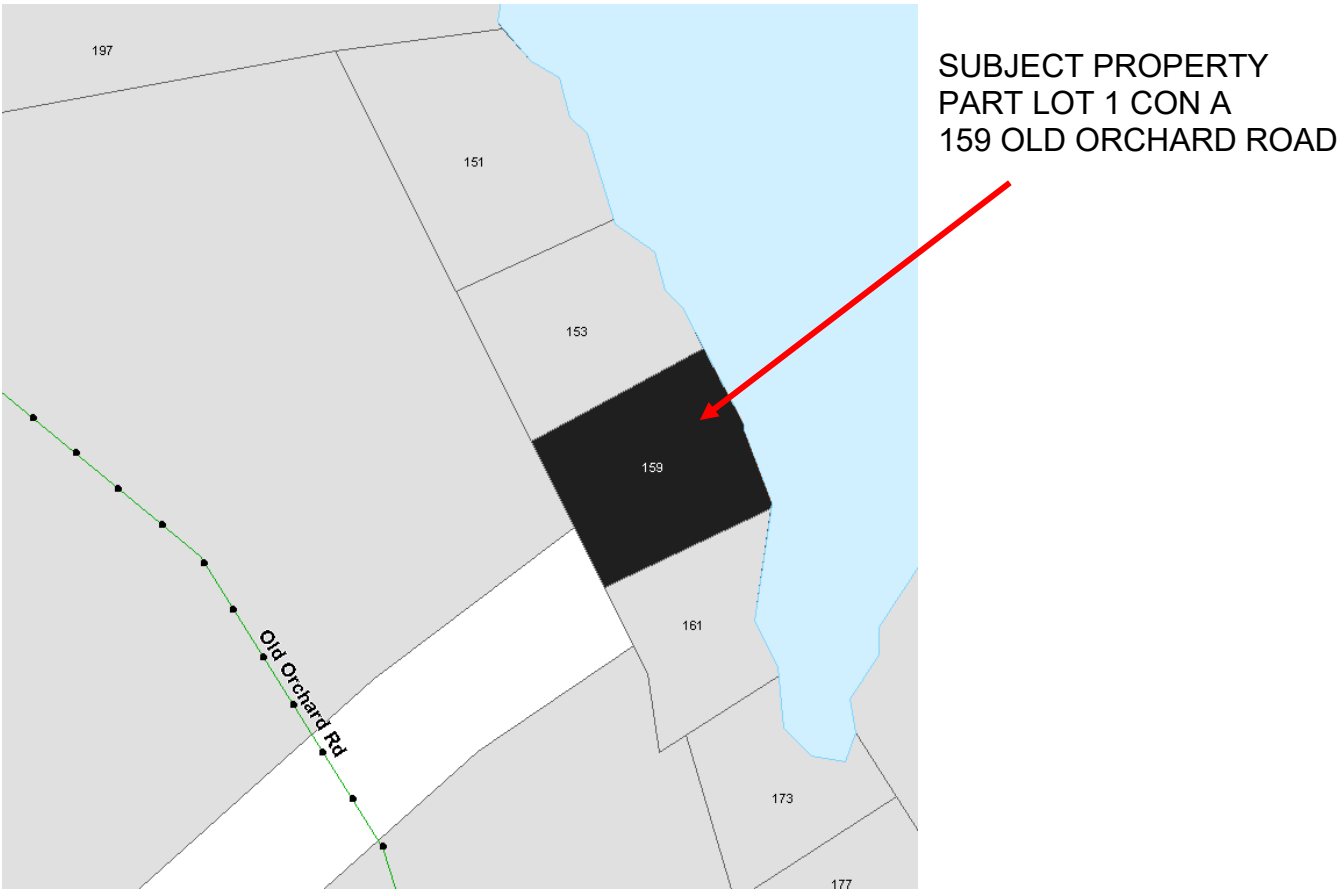 197
SUBJECT PROPERTY
PART LOT 1 CON A
159 OLD ORCHARD ROAD
151
153
159
161
Old Orchard Rd
173
177